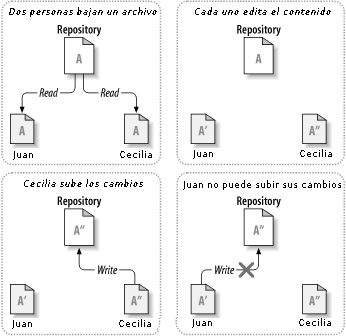 Dos personas bajan un archivo
Repository
A
Read
Read
A
A
Juan
Cecilia
Cada uno edita el contenido
Repository
A
A'
A"
Juan
Cecilia
Cecilia sube los cambios
Repository
A"
Write
A'
A"
Juan
Cecilia
Juan no puede subir sus cambios
Repository
A"
Write
A'
A"
Juan
Cecilia